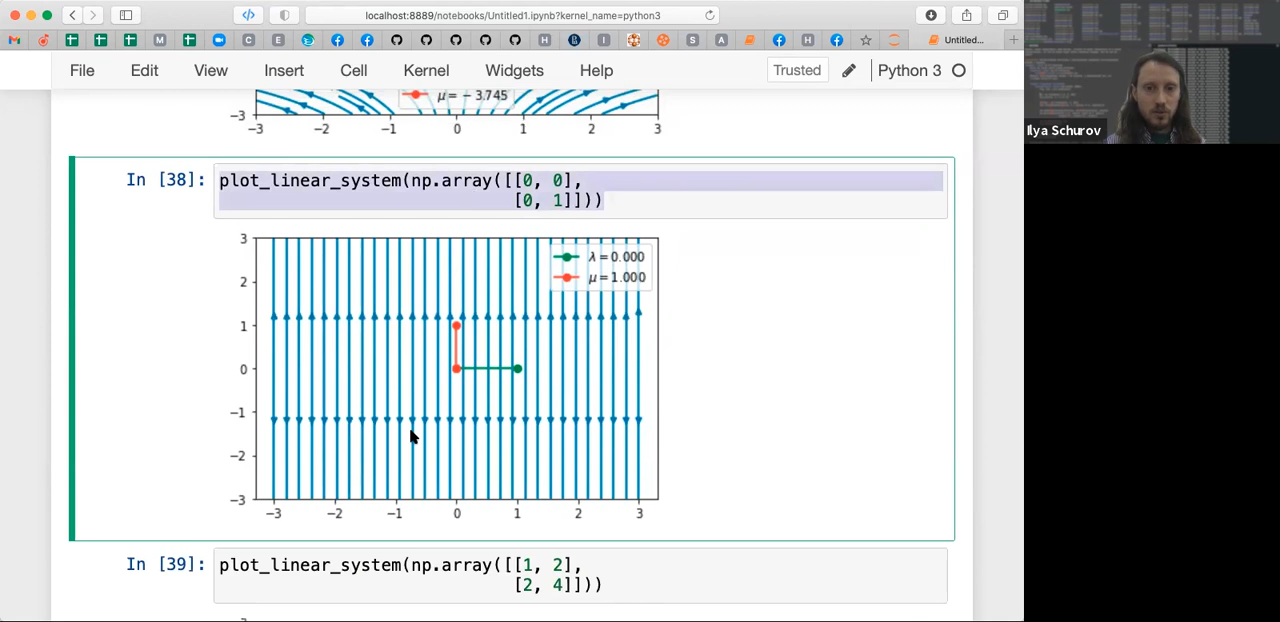 localhost:8889/notebooks/Untitled1.ipynb?kernel_name=python3
M C E H I S A H Untitled...
File Edit View Insert Cell Kernel Widgets Help Trusted Python 3
Ilya Schurov
μ = − 3.745
−3
−3 −2 −1 0 1 2 3
In [38]: plot_linear_system(np.array([[0, 0],
[0, 1]]))
3
λ = 0.000
μ = 1.000
2
1
0
−1
−2
−3
−3 −2 −1 0 1 2 3
In [39]: plot_linear_system(np.array([[1, 2],
[2, 4]]))